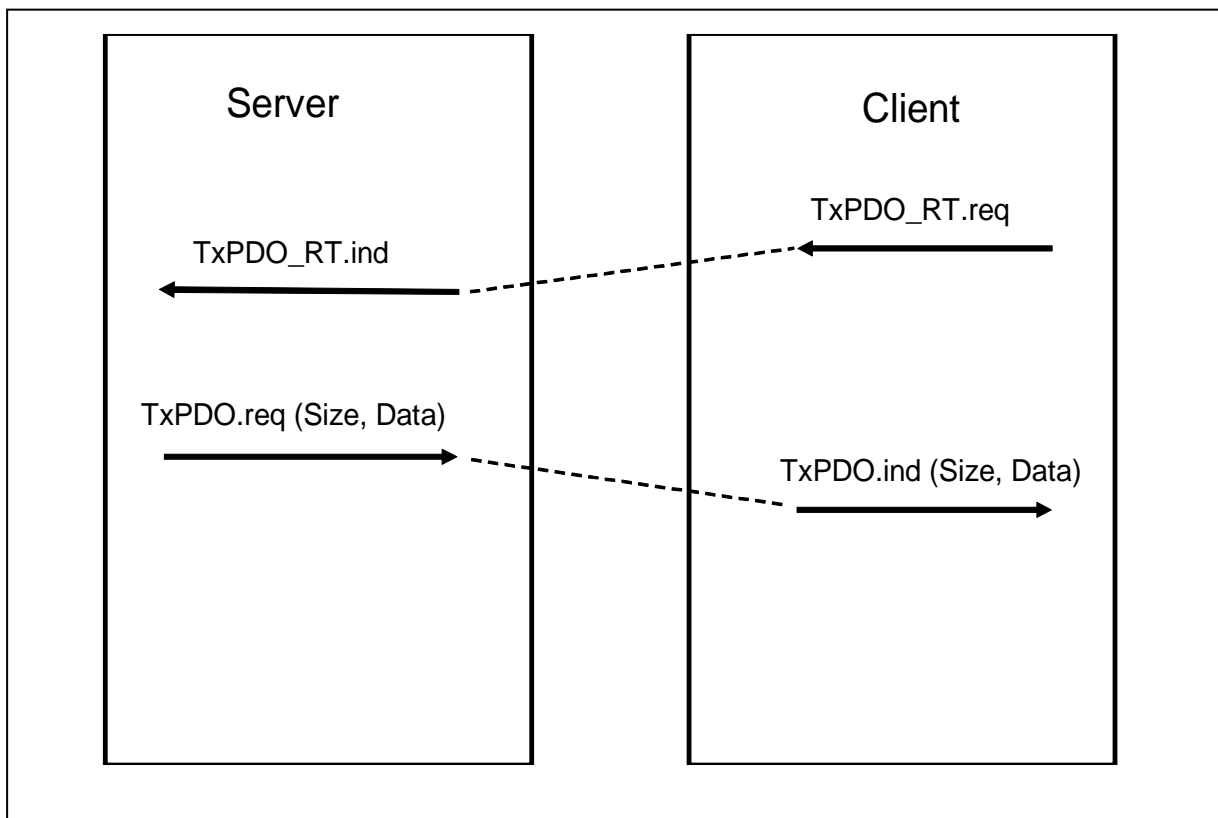 Server
Client
TxPDO_RT.req
TxPDO_RT.ind
TxPDO.req (Size, Data)
TxPDO.ind (Size, Data)